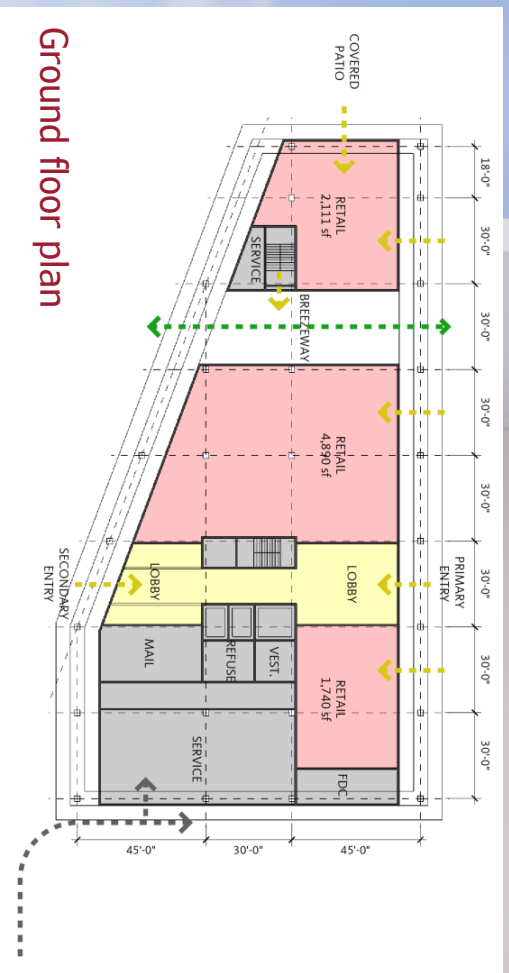 Ground floor plan
COVERED
PATIO
18'-0"
30'-0"
30'-0"
30'-0"
30'-0"
30'-0"
30'-0"
30'-0"
RETAIL
2,111 sf
SERVICE
BREEZEWAY
RETAIL
4,890 sf
PRIMARY
ENTRY
LOBBY
LOBBY
SECONDARY
ENTRY
RETAIL
1,740 sf
VEST.
REFUSE
MAIL
FDC
SERVICE
45'-0"
30'-0"
45'-0"